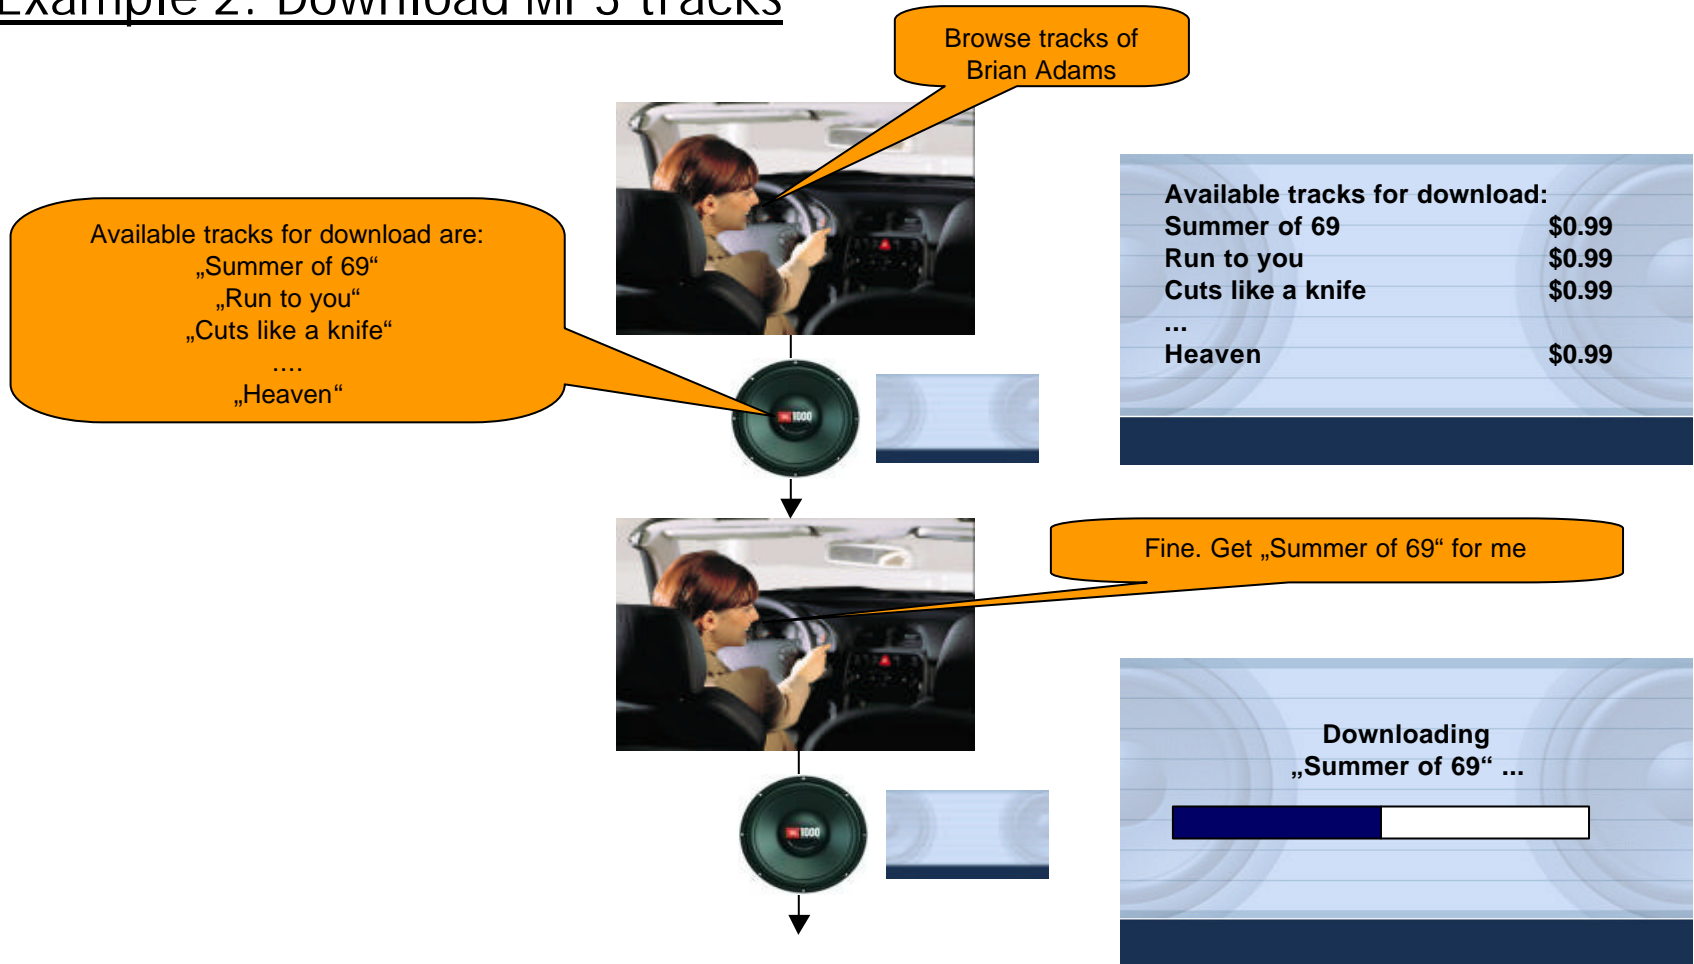 Example 2: Download MP3 tracks
Browse tracks of
Brian Adams
Available tracks for download are:
„Summer of 69“
„Run to you“
„Cuts like a knife“
....
„Heaven“
Available tracks for download:
Summer of 69 $0.99
Run to you $0.99
Cuts like a knife $0.99
...
Heaven $0.99
1000
Fine. Get „Summer of 69“ for me
Downloading
„Summer of 69“ ...
1000